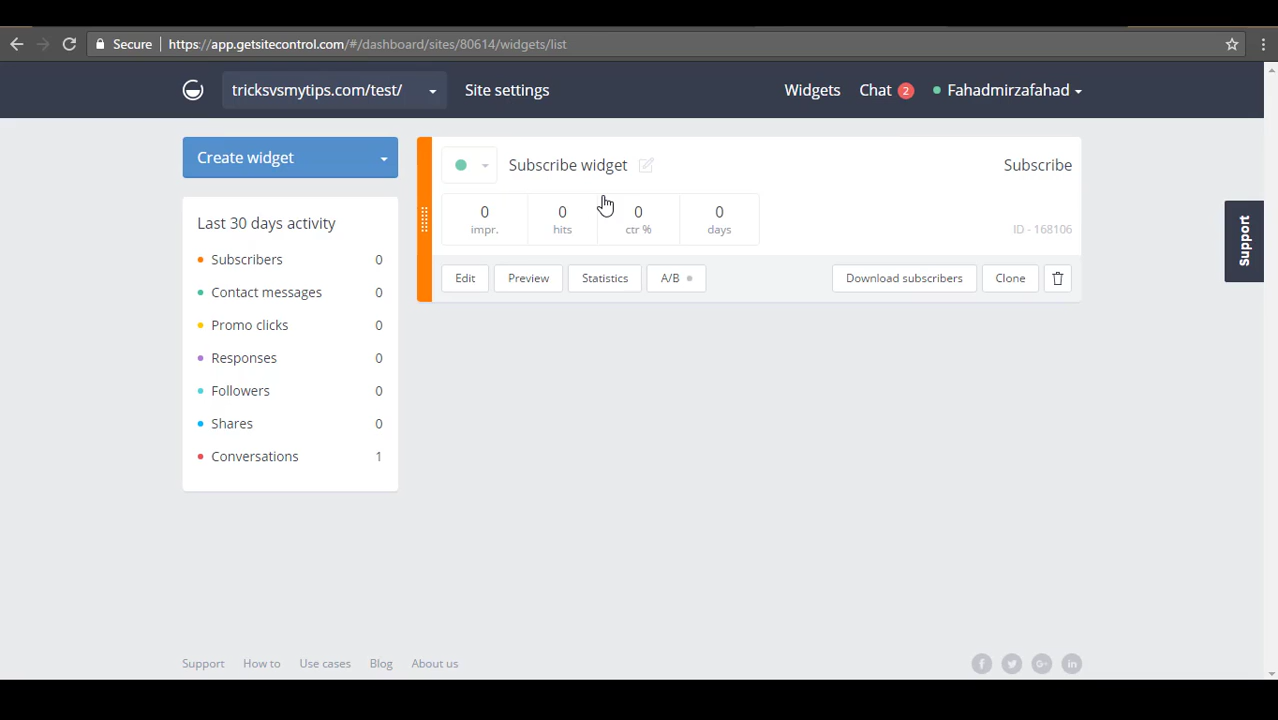 Secure https://app.getsitecontrol.com/#/dashboard/sites/80614/widgets/list
tricksvsmytips.com/test/ Site settings Widgets Chat 2 Fahadmirzafahad
Create widget
Subscribe widget Subscribe
Last 30 days activity
0 0 0 0
impr. hits ctr % days ID - 168106
Support
Subscribers 0
Edit Preview Statistics A/B Download subscribers Clone
Contact messages 0
Promo clicks 0
Responses 0
Followers 0
Shares 0
Conversations 1
Support How to Use cases Blog About us